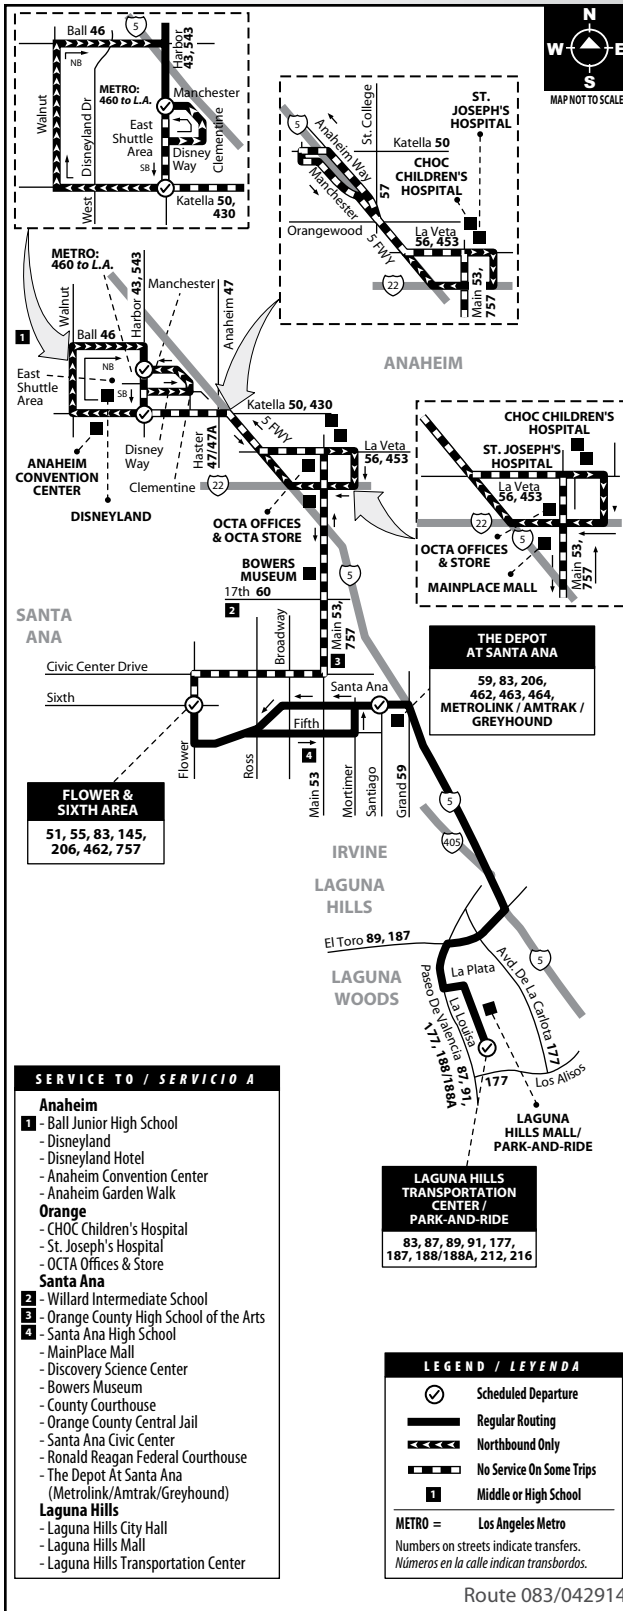 N
W E
S
MAP NOT TO SCALE
Ball 46
5
Harbor
43, 543
NB
METRO:
460 to L.A.
Manchester
Walnut
Disneyland Dr
East
Shuttle
Area
Disney
Way
Clementine
SB
West
Katella 50,
430
5
Anaheim Way
St. College
ST.
JOSEPH'S
HOSPITAL
Katella 50
CHOC
CHILDREN'S
HOSPITAL
Manchester
57
Orangewood
5 FWY
La Veta
56, 453
22
Main 53,
757
METRO:
460 to L.A.
Harbor 43, 543
Manchester
Walnut
Anaheim 47
1
Ball 46
NB
East
Shuttle
Area
SB
ANAHEIM
Katella 50, 430
5 FWY
Disney
Way
Haster
47/47A
La Veta
56, 453
ANAHEIM
CONVENTION
CENTER
Clementine
22
DISNEYLAND
OCTA OFFICES
& OCTA STORE
CHOC CHILDREN'S
HOSPITAL
ST. JOSEPH'S
HOSPITAL
La Veta
56, 453
22
5
OCTA OFFICES
& STORE
MAINPLACE MALL
Main 53,
757
BOWERS
MUSEUM
5
17th 60
2
SANTA
ANA
Broadway
Main 53,
757
3
Civic Center Drive
Sixth
Santa Ana
Fifth
4
Flower
Ross
Main 53
Mortimer
Santiago
Grand 59
THE DEPOT
AT SANTA ANA
59, 83, 206,
462, 463, 464,
METROLINK / AMTRAK /
GREYHOUND
FLOWER &
SIXTH AREA
51, 55, 83, 145,
206, 462, 757
5
405
IRVINE
LAGUNA
HILLS
El Toro 89, 187
LAGUNA
WOODS
La Plata
Avd. De La Carlota 177
5
La Louisa
Paseo De Valencia 87, 91,
177, 188/188A
177
Los Alisos
LAGUNA
HILLS MALL/
PARK-AND-RIDE
LAGUNA HILLS
TRANSPORTATION
CENTER /
PARK-AND-RIDE
83, 87, 89, 91, 177,
187, 188/188A, 212, 216
SERVICE TO / SERVICIO A
Anaheim
1 - Ball Junior High School
- Disneyland
- Disneyland Hotel
- Anaheim Convention Center
- Anaheim Garden Walk
Orange
- CHOC Children's Hospital
- St. Joseph's Hospital
- OCTA Offices & Store
Santa Ana
2 - Willard Intermediate School
3 - Orange County High School of the Arts
4 - Santa Ana High School
- MainPlace Mall
- Discovery Science Center
- Bowers Museum
- County Courthouse
- Orange County Central Jail
- Santa Ana Civic Center
- Ronald Reagan Federal Courthouse
- The Depot At Santa Ana
(Metrolink/Amtrak/Greyhound)
Laguna Hills
- Laguna Hills City Hall
- Laguna Hills Mall
- Laguna Hills Transportation Center
LEGEND / LEYENDA
Scheduled Departure
Regular Routing
Northbound Only
No Service On Some Trips
1 Middle or High School
METRO = Los Angeles Metro
Numbers on streets indicate transfers.
Números en la calle indican transbordos.
Route 083/042914